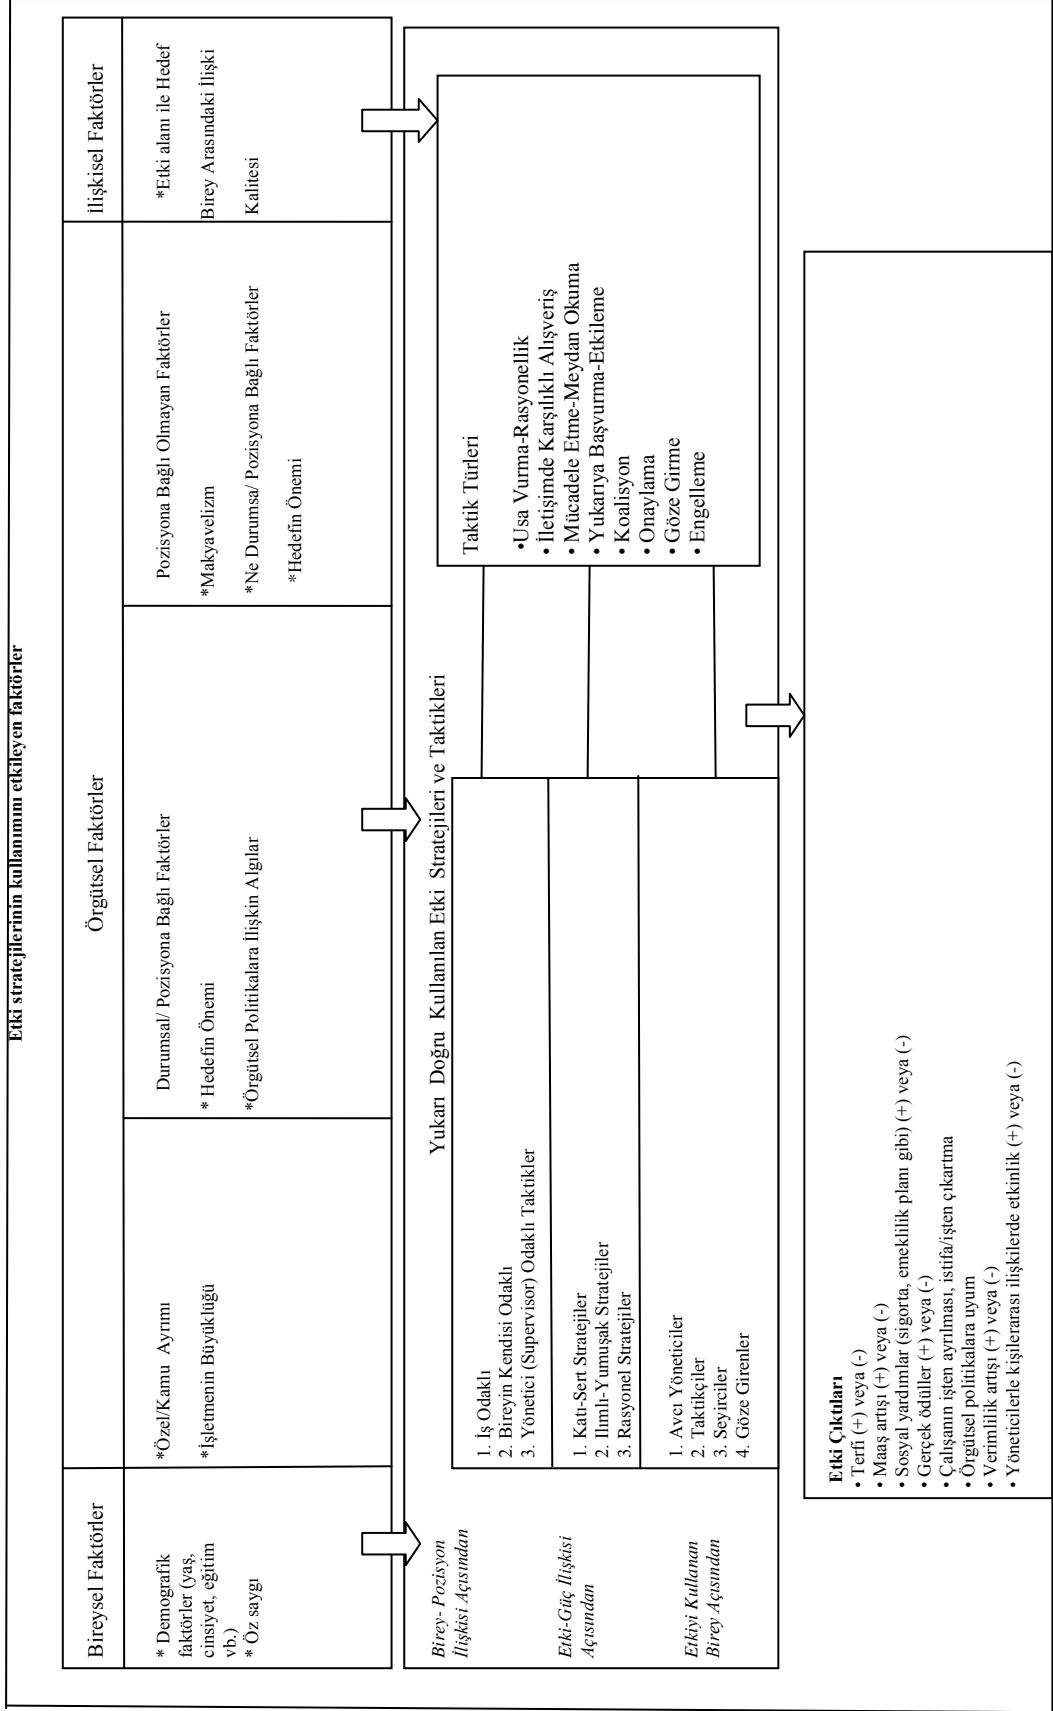 Etki stratejilerinin kullanımını etkileyen faktörler
Bireysel Faktörler
Örgütsel Faktörler
İlişkisel Faktörler
* Demografik
faktörler (yaş,
cinsiyet, eğitim
vb.)
* Öz saygı
*Özel/Kamu Ayrımı
*İşletmenin Büyüklüğü
Durumsal/ Pozisyona Bağlı Faktörler
* Hedefin Önemi
*Örgütsel Politikalara İlişkin Algılar
Pozisyona Bağlı Olmayan Faktörler
*Makyavelizm
*Ne Durumsa/ Pozisyona Bağlı Faktörler
*Hedefin Önemi
*Etki alanı ile Hedef
Birey Arasındaki İlişki
Kalitesi
Yukarı Doğru Kullanılan Etki Stratejileri ve Taktikleri
Birey- Pozisyon
İlişkisi Açısından
1. İş Odaklı
2. Bireyin Kendisi Odaklı
3. Yönetici (Supervisor) Odaklı Taktikler
Etki-Güç İlişkisi
Açısından
1. Katı-Sert Stratejiler
2. Ilımlı-Yumuşak Stratejiler
3. Rasyonel Stratejiler
Etkiyi Kullanan
Birey Açısından
1. Avcı Yöneticiler
2. Taktikçiler
3. Seyirciler
4. Göze Girenler
Taktik Türleri
•Usa Vurma-Rasyonellik
• İletişimde Karşılıklı Alışveriş
• Mücadele Etme-Meydan Okuma
• Yukarıya Başvurma-Etkileme
• Koalisyon
• Onaylama
• Göze Girme
• Engelleme
Etki Çıktıları
• Terfi (+) veya (-)
• Maaş artışı (+) veya (-)
• Sosyal yardımlar (sigorta, emeklilik planı gibi) (+) veya (-)
• Gerçek ödüller (+) veya (-)
• Çalışanın işten ayrılması, istifa/işten çıkartma
• Örgütsel politikalara uyum
• Verimlilik artışı (+) veya (-)
• Yöneticilerle kişilerarası ilişkilerde etkinlik (+) veya (-)